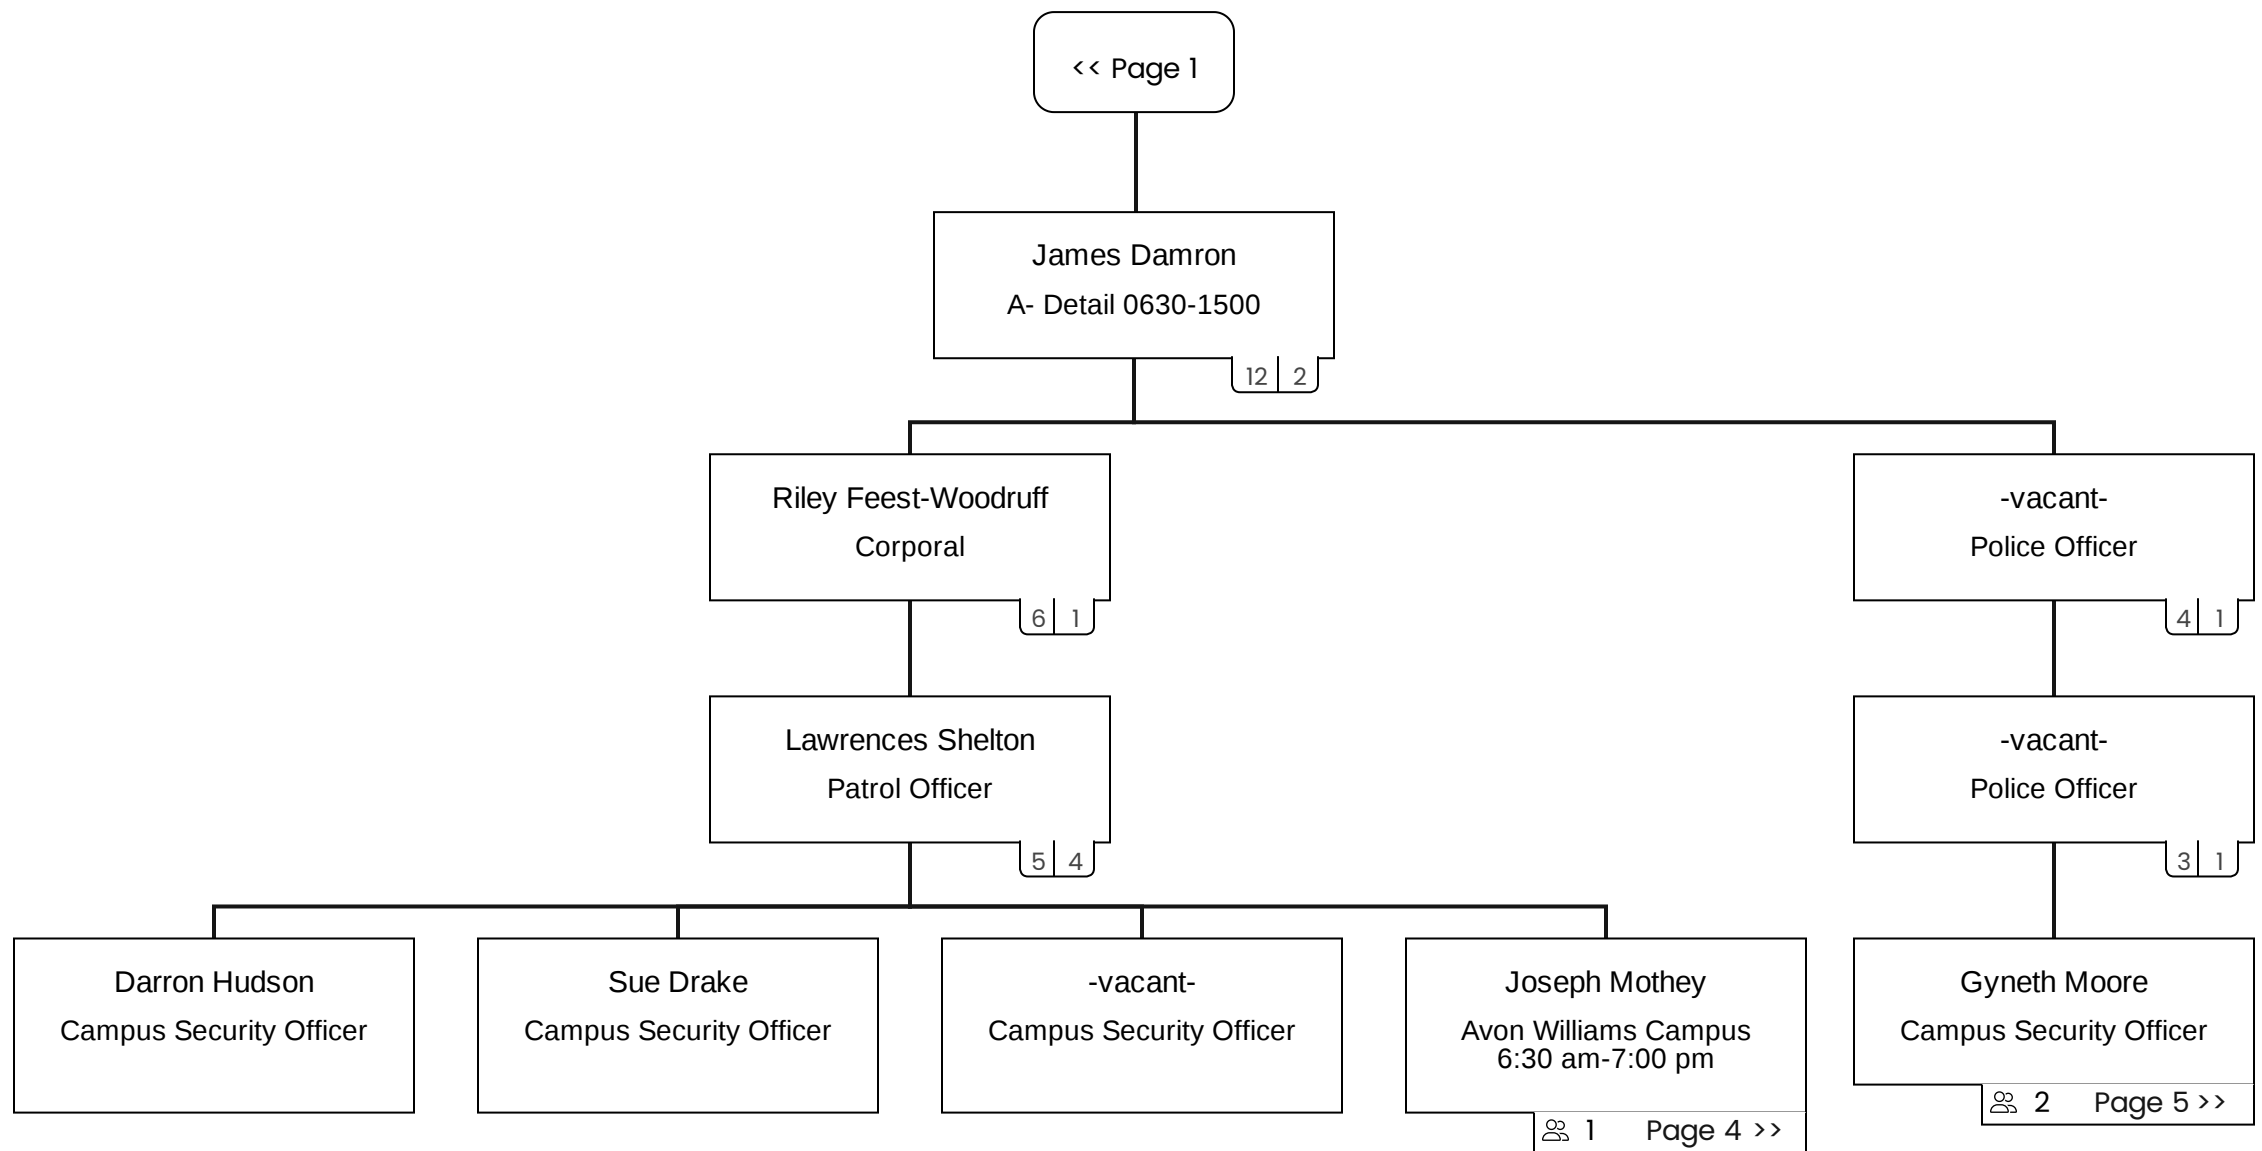 << Page 1
James Damron
A- Detail 0630-1500
12 2
Riley Feest-Woodruff
Corporal
6 1
-vacant-
Police Officer
4 1
Lawrences Shelton
Patrol Officer
5 4
-vacant-
Police Officer
3 1
Darron Hudson
Campus Security Officer
Sue Drake
Campus Security Officer
-vacant-
Campus Security Officer
Joseph Mothey
Avon Williams Campus
6:30 am-7:00 pm
1 Page 4 >>
Gyneth Moore
Campus Security Officer
2 Page 5 >>